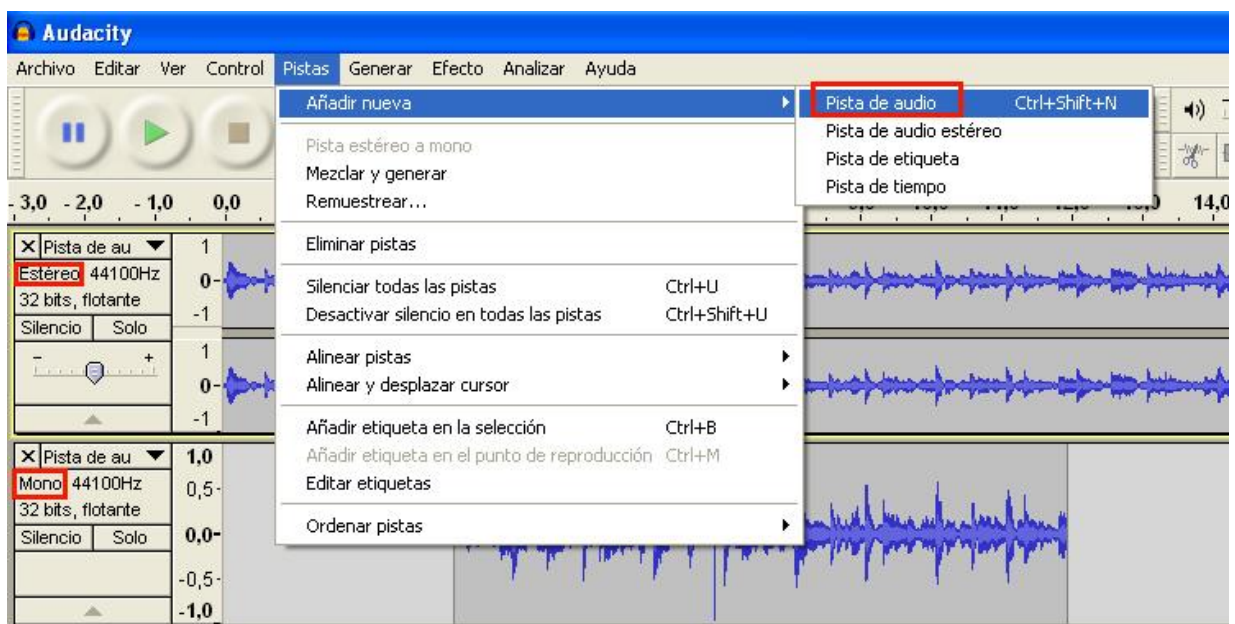 Audacity
Archivo Editar Ver Control Pistas Generar Efecto Analizar Ayuda
Añadir nueva
Pista de audio Ctrl+Shift+N
Pista de audio estéreo
Pista de etiqueta
Pista de tiempo
Pista estéreo a mono
Mezclar y generar
Remuestrear...
- 3,0 - 2,0 - 1,0 0,0 14,0
Eliminar pistas
Silenciar todas las pistas Ctrl+U
Desactivar silencio en todas las pistas Ctrl+Shift+U
Alinear pistas
Alinear y desplazar cursor
Añadir etiqueta en la selección Ctrl+B
Añadir etiqueta en el punto de reproducción Ctrl+M
Editar etiquetas
Ordenar pistas
Pista de au
Estéreo 44100Hz
32 bits, flotante
Silencio Solo
- +
1
0-
-1
1
0-
-1
Pista de au
Mono 44100Hz
32 bits, flotante
Silencio Solo
1,0
0,5-
0,0-
-0,5-
-1,0